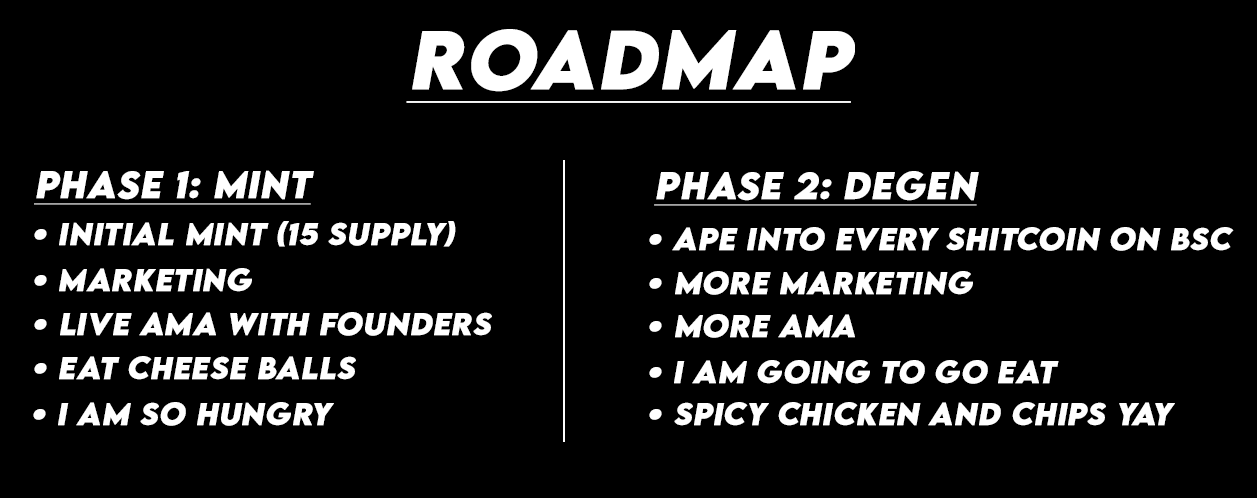 ROADMAP
PHASE 1: MINT
• INITIAL MINT (15 SUPPLY)
• MARKETING
• LIVE AMA WITH FOUNDERS
• EAT CHEESE BALLS
• I AM SO HUNGRY
PHASE 2: DEGEN
• APE INTO EVERY SHITCOIN ON BSC
• MORE MARKETING
• MORE AMA
• I AM GOING TO GO EAT
• SPICY CHICKEN AND CHIPS YAY